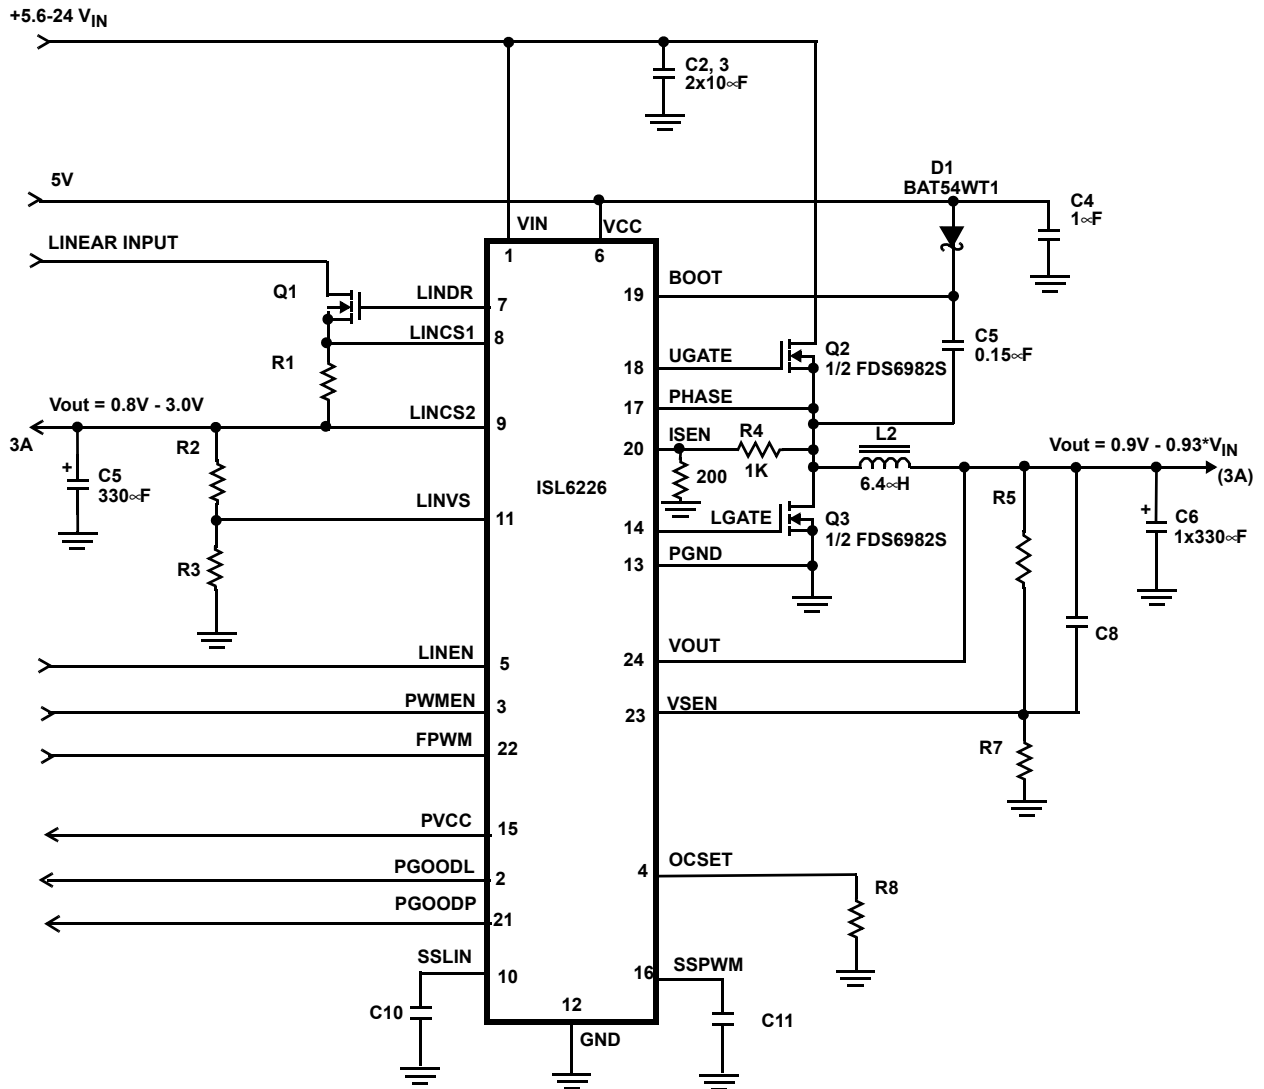 +5.6-24 VIN
C2, 3
2x10∝F
5V
D1
BAT54WT1
C4
1∝F
LINEAR INPUT
VIN
1
VCC
6
Q1
LINDR
7
LINCS1
8
R1
Vout = 0.8V - 3.0V
LINCS2
9
3A
R2
+
C5
330∝F
LINVS
11
R3
LINEN
5
PWMEN
3
FPWM
22
PVCC
15
PGOODL
2
PGOODP
21
SSLIN
10
C10
ISL6226
12
GND
19
BOOT
C5
0.15∝F
18
UGATE
Q2
1/2 FDS6982S
17
PHASE
20
ISEN
R4
1K
200
L2
6.4∝H
Vout = 0.9V - 0.93*VIN
(3A)
14
LGATE
Q3
1/2 FDS6982S
13
PGND
R5
+
C6
1x330∝F
C8
24
VOUT
23
VSEN
R7
4
OCSET
R8
16
SSPWM
C11